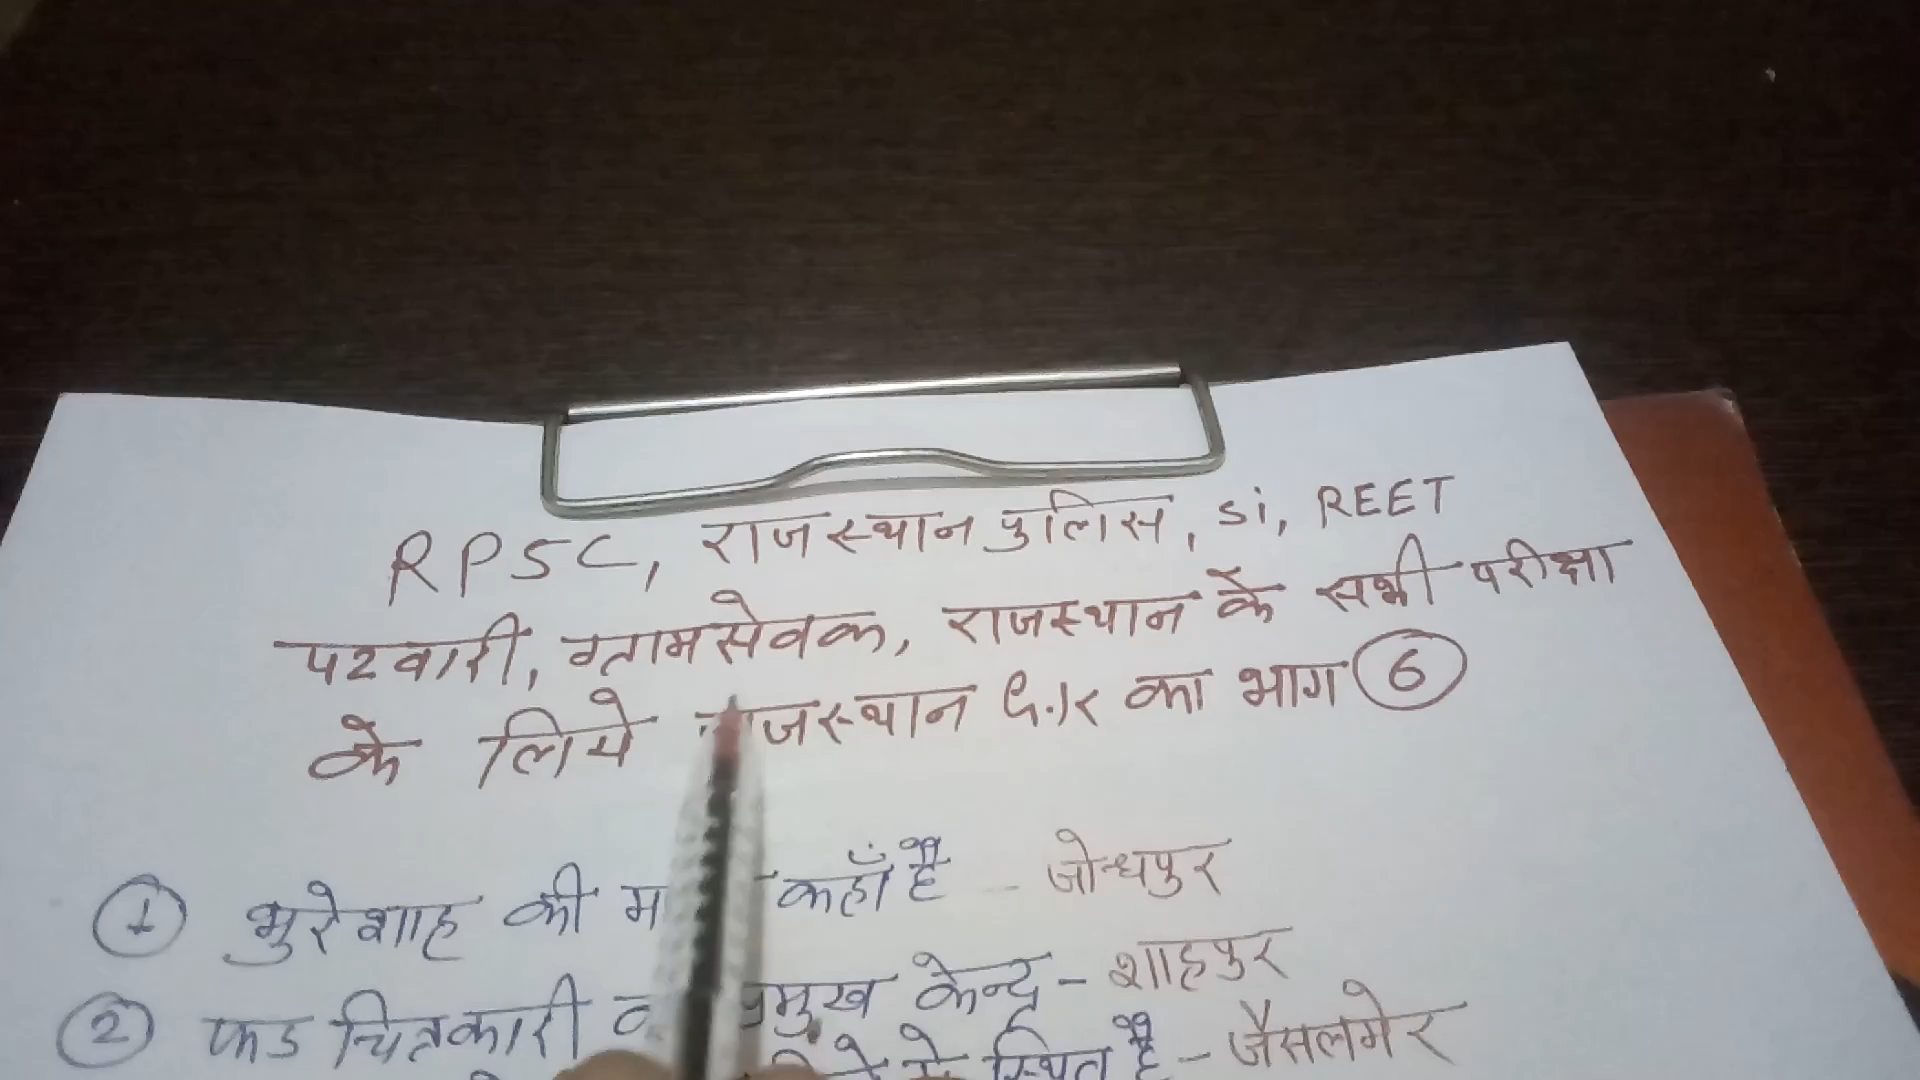 RPSC, राजस्थान पुलिस, Si, REET
पटवारी, ग्रामसेवक, राजस्थान के सभी परीक्षा
के लिये राजस्थान G.K का भाग 6
1 भुरेशाह की कहाँ है - जोधपुर
2 फड चित्रकारी प्रमुख केन्द्र - शाहपुर
स्थित है - जैसलमेर